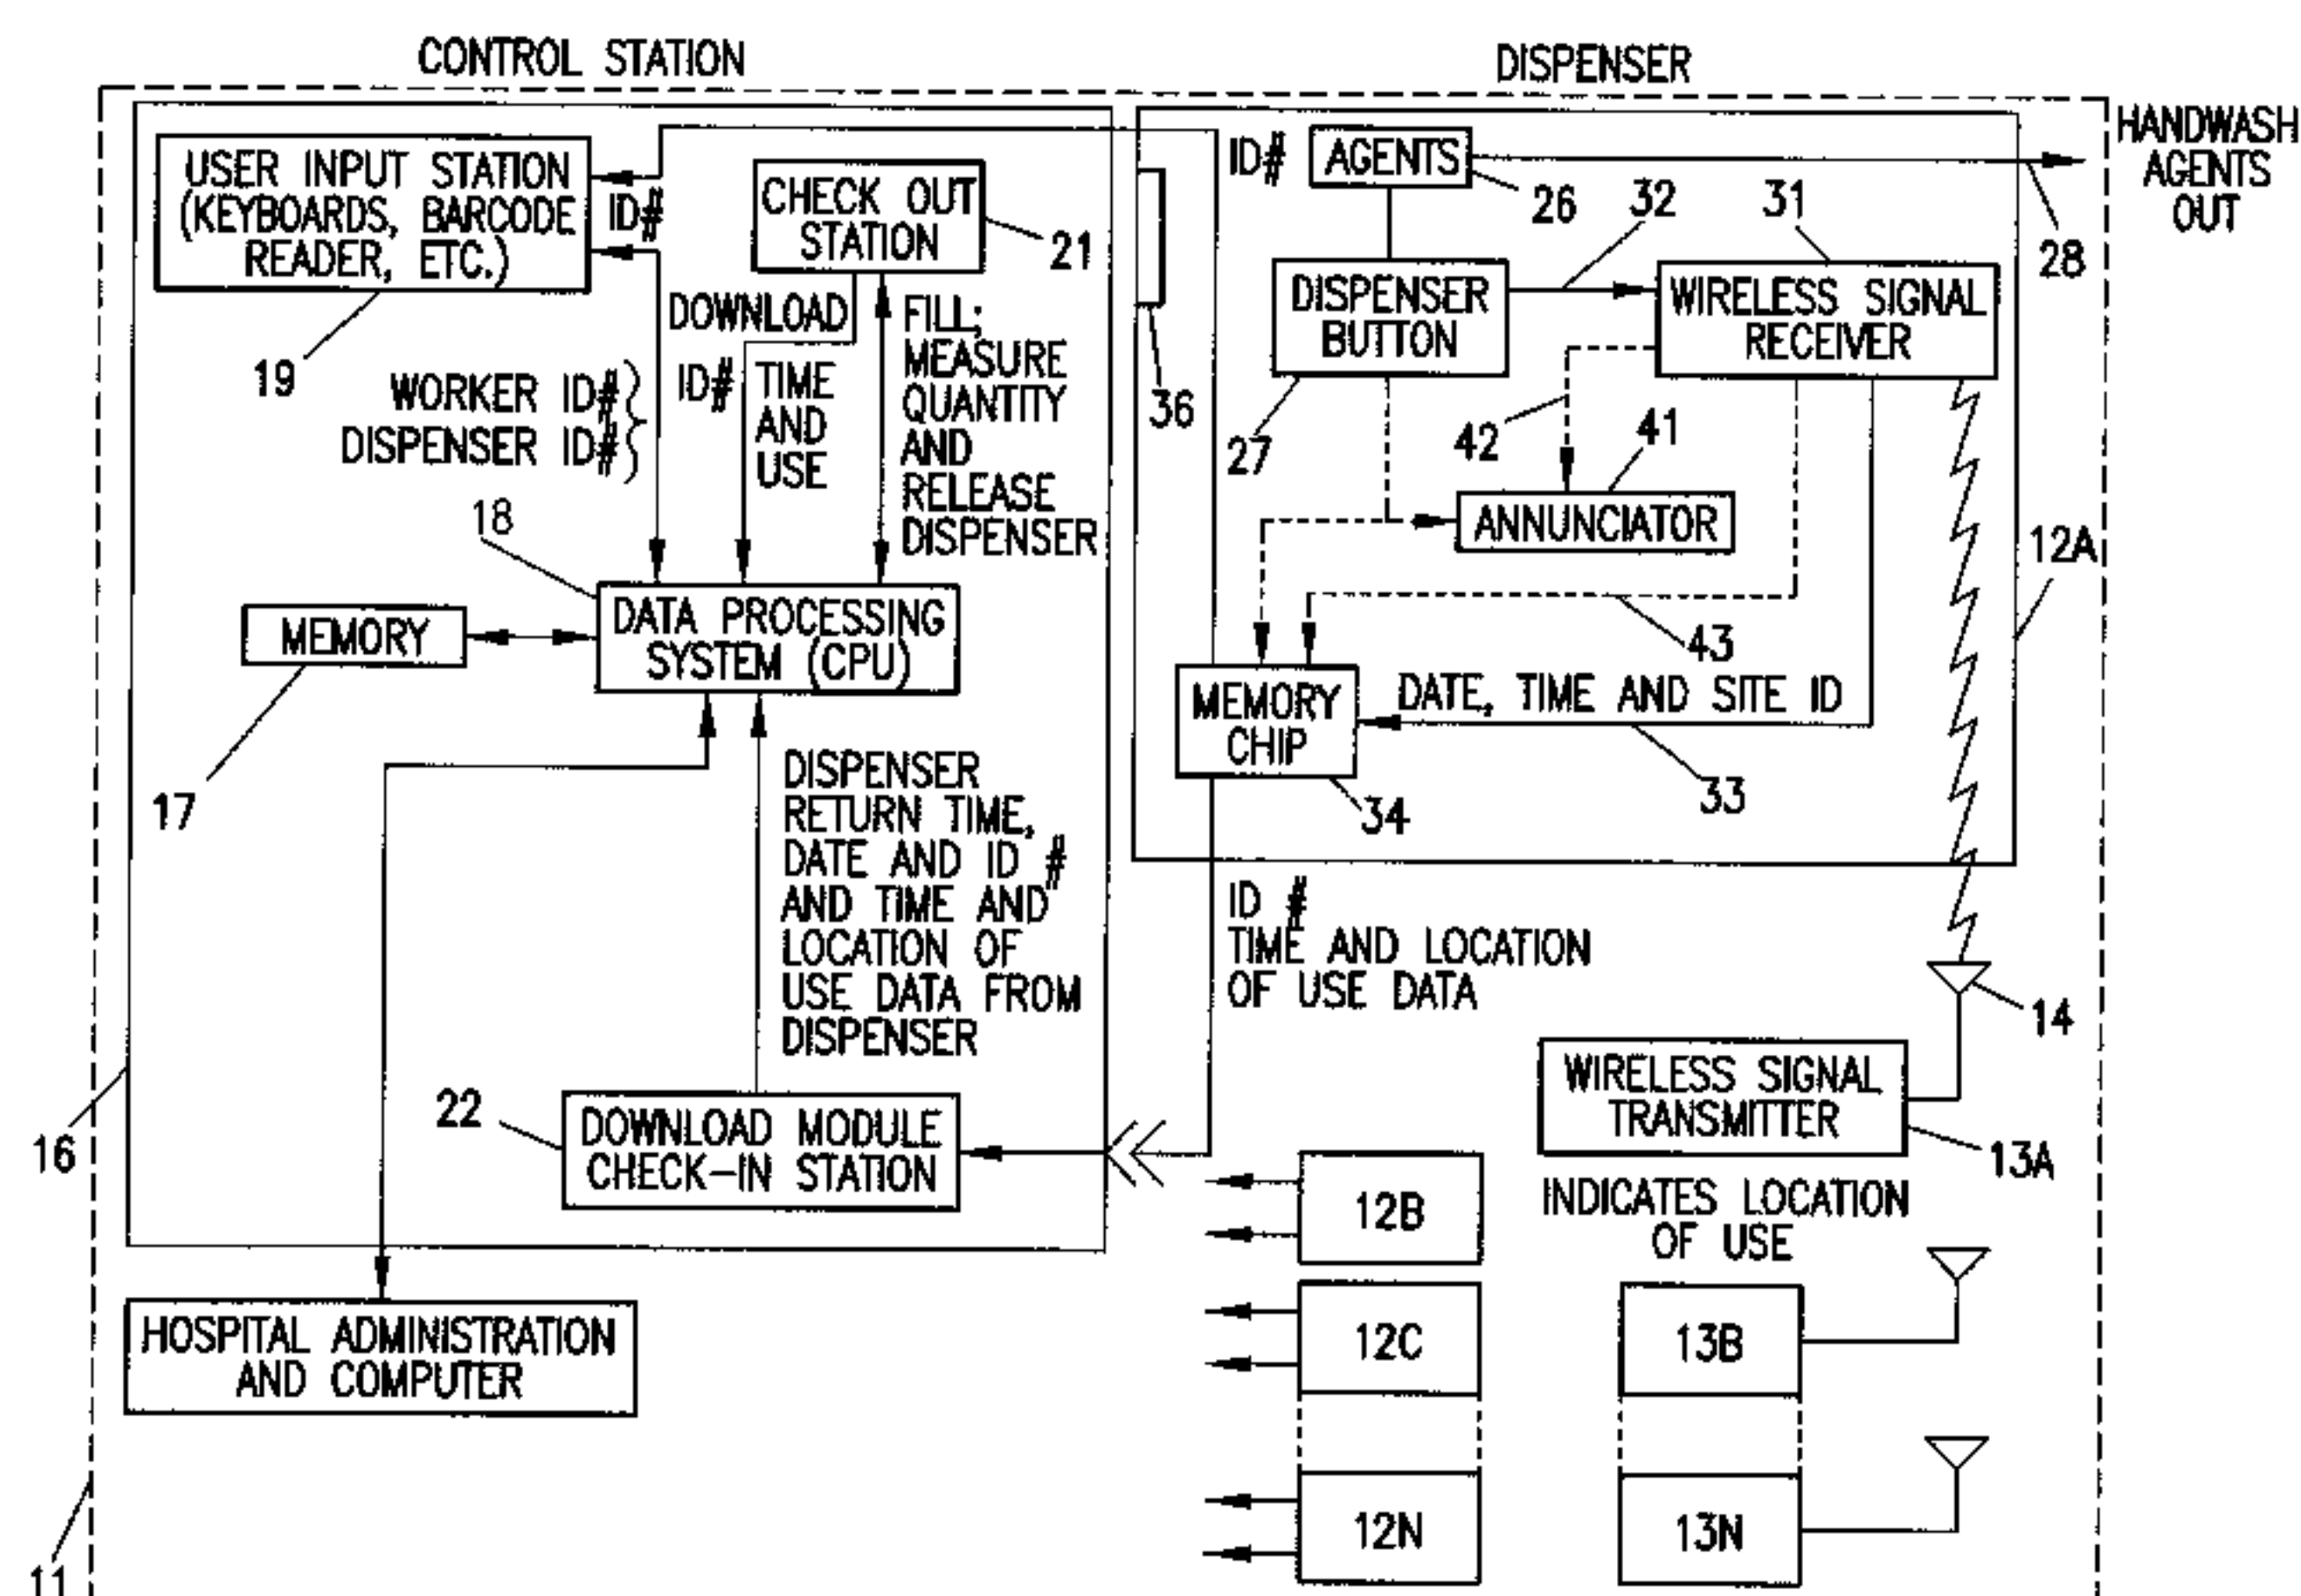 CONTROL STATION
DISPENSER
HANDWASH
AGENTS
OUT
USER INPUT STATION
(KEYBOARDS, BARCODE
READER, ETC.)
ID#
19
CHECK OUT
STATION
21
DOWNLOAD
ID#
TIME
AND
USE
FILL;
MEASURE
QUANTITY
AND
RELEASE
DISPENSER
WORKER ID#
DISPENSER ID#
18
MEMORY
17
DATA PROCESSING
SYSTEM (CPU)
DISPENSER
RETURN TIME,
DATE AND ID #
AND TIME AND
LOCATION OF
USE DATA FROM
DISPENSER
22
DOWNLOAD MODULE
CHECK-IN STATION
16
HOSPITAL ADMINISTRATION
AND COMPUTER
11
ID#
AGENTS
26
28
32
31
36
DISPENSER
BUTTON
27
WIRELESS SIGNAL
RECEIVER
42
41
ANNUNCIATOR
12A
43
MEMORY
CHIP
DATE, TIME AND SITE ID
33
34
ID #
TIME AND LOCATION
OF USE DATA
14
WIRELESS SIGNAL
TRANSMITTER
13A
INDICATES LOCATION
OF USE
12B
12C
12N
13B
13N